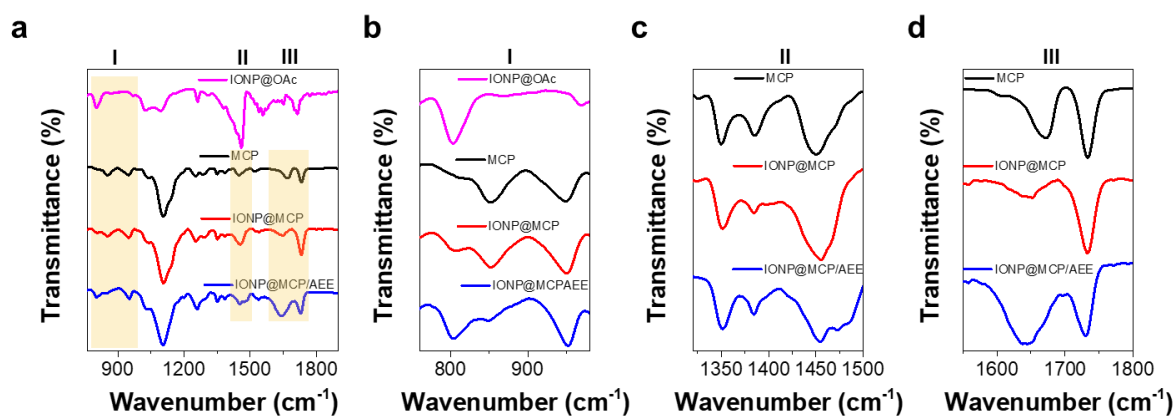 a
I
II
III
IONP@OAc
MCP
IONP@MCP
IONP@MCP/AEE
Transmittance (%)
900
1200
1500
1800
Wavenumber (cm⁻¹)
b
I
IONP@OAc
MCP
IONP@MCP
IONP@MCPAEE
Transmittance (%)
800
900
Wavenumber (cm⁻¹)
c
II
MCP
IONP@MCP
IONP@MCP/AEE
Transmittance (%)
1350
1400
1450
1500
Wavenumber (cm⁻¹)
d
III
MCP
IONP@MCP
IONP@MCP/AEE
Transmittance (%)
1600
1700
1800
Wavenumber (cm⁻¹)